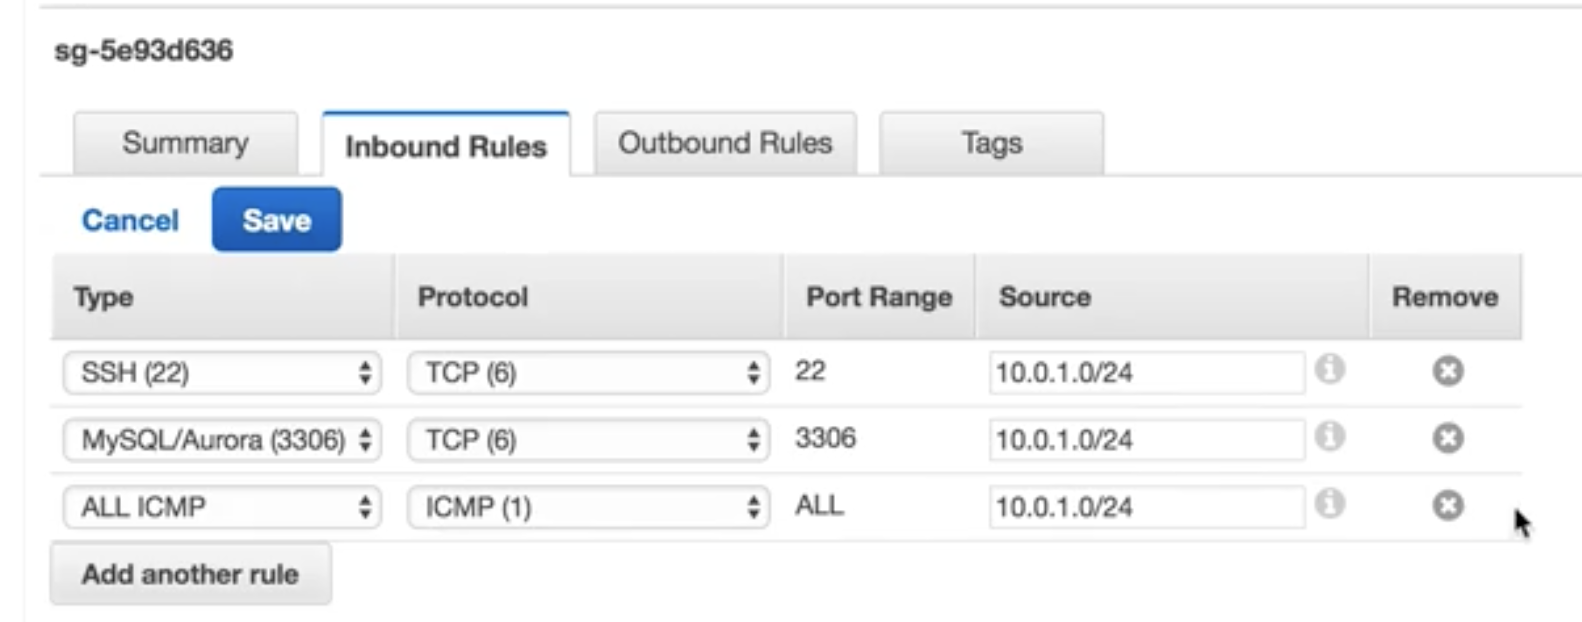 sg-5e93d636
Summary Inbound Rules Outbound Rules Tags
Cancel Save
Type Protocol Port Range Source Remove
SSH (22) TCP (6) 22 10.0.1.0/24
MySQL/Aurora (3306) TCP (6) 3306 10.0.1.0/24
ALL ICMP ICMP (1) ALL 10.0.1.0/24
Add another rule